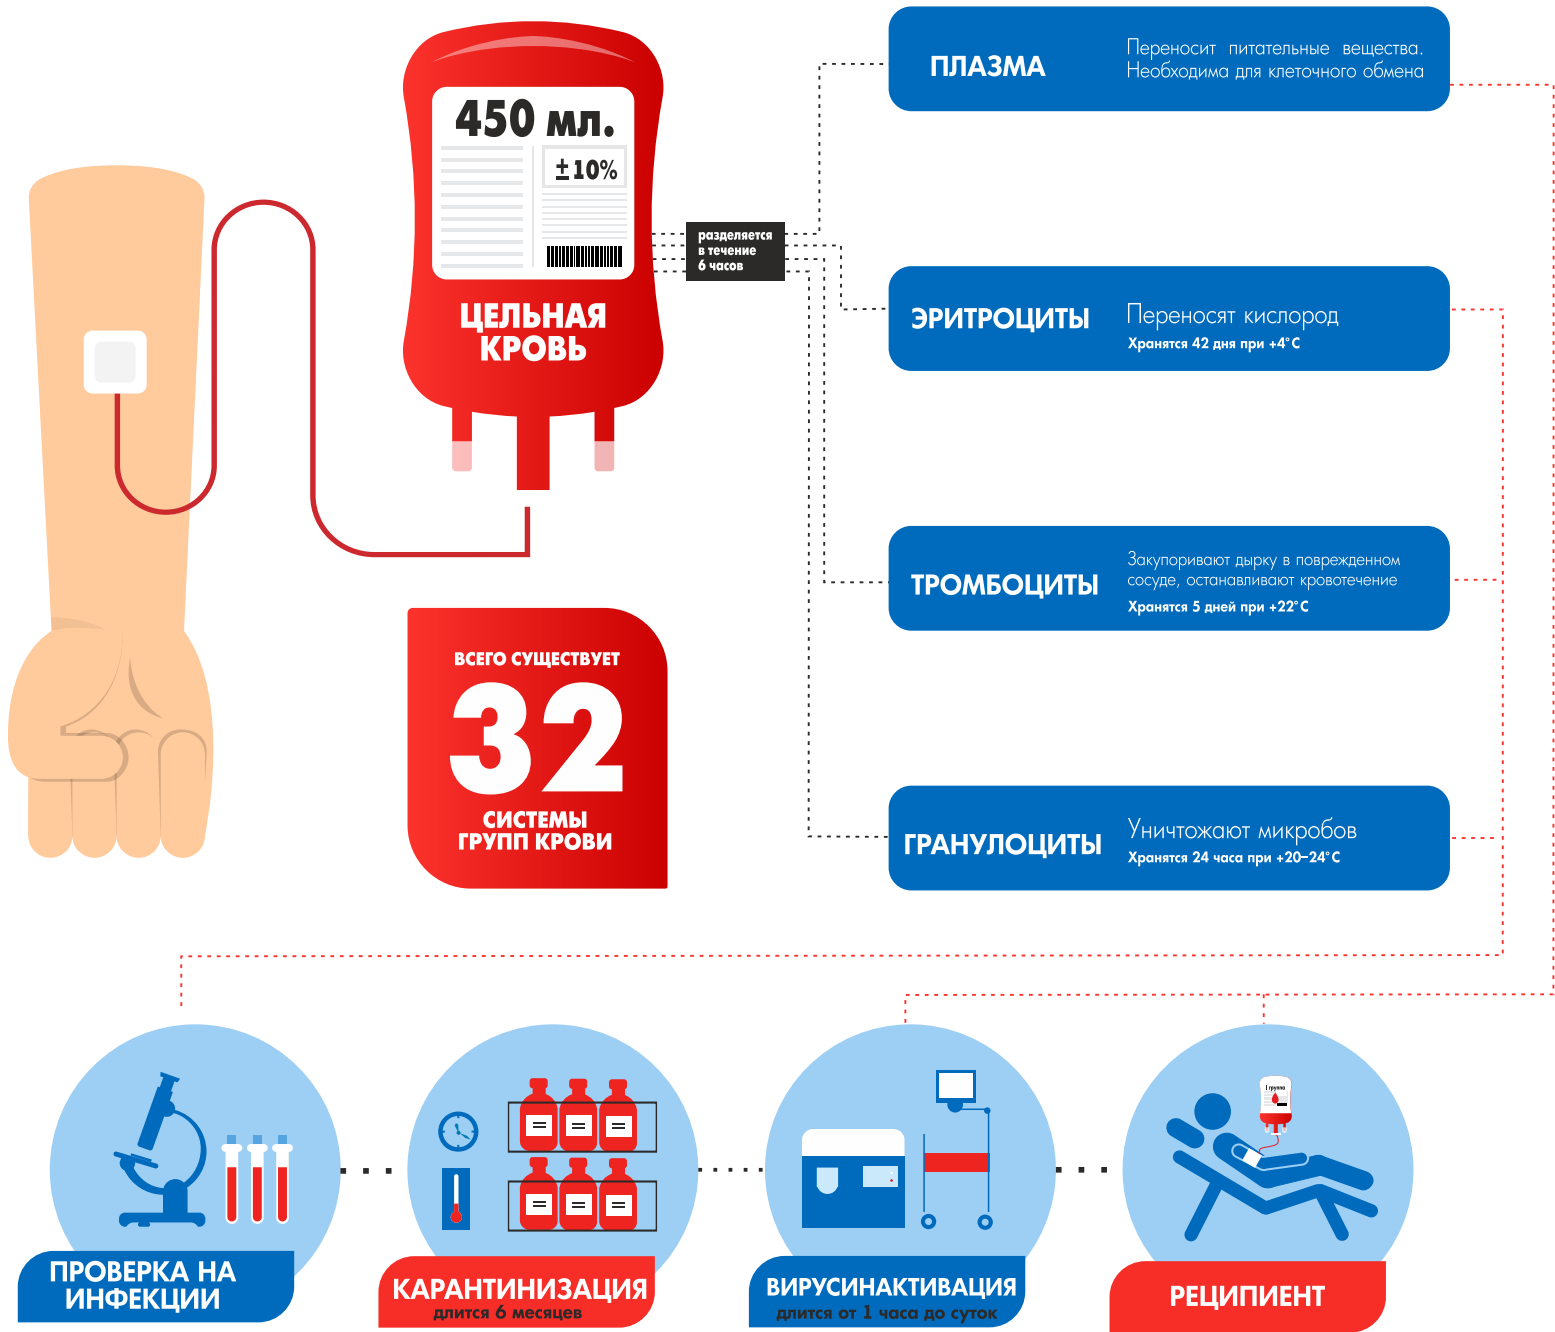 450 мл.
±10%
ЦЕЛЬНАЯ
КРОВЬ
разделяется
в течение
6 часов
ПЛАЗМА
Переносит питательные вещества.
Необходима для клеточного обмена
ЭРИТРОЦИТЫ
Переносят кислород
Хранятся 42 дня при +4°С
ТРОМБОЦИТЫ
Закупоривают дырку в поврежденном
сосуде, останавливают кровотечение
Хранятся 5 дней при +22°С
ГРАНУЛОЦИТЫ
Уничтожают микробов
Хранятся 24 часа при +20–24°С
ВСЕГО СУЩЕСТВУЕТ
32
СИСТЕМЫ
ГРУПП КРОВИ
ПРОВЕРКА НА
ИНФЕКЦИИ
КАРАНТИНИЗАЦИЯ
длится 6 месяцев
ВИРУСИНАКТИВАЦИЯ
длится от 1 часа до суток
I группа
РЕЦИПИЕНТ